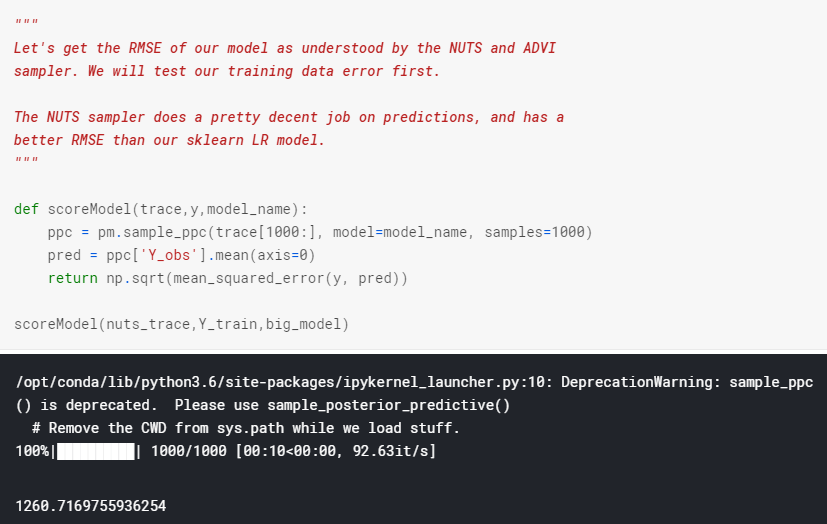 """
Let's get the RMSE of our model as understood by the NUTS and ADVI
sampler. We will test our training data error first.
The NUTS sampler does a pretty decent job on predictions, and has a
better RMSE than our sklearn LR model.
"""
def scoreModel(trace,y,model_name):
    ppc = pm.sample_ppc(trace[1000:], model=model_name, samples=1000)
    pred = ppc['Y_obs'].mean(axis=0)
    return np.sqrt(mean_squared_error(y, pred))
scoreModel(nuts_trace,Y_train,big_model)
/opt/conda/lib/python3.6/site-packages/ipykernel_launcher.py:10: DeprecationWarning: sample_ppc
() is deprecated.  Please use sample_posterior_predictive()
  # Remove the CWD from sys.path while we load stuff.
100%|██████████| 1000/1000 [00:10<00:00, 92.63it/s]
1260.7169755936254